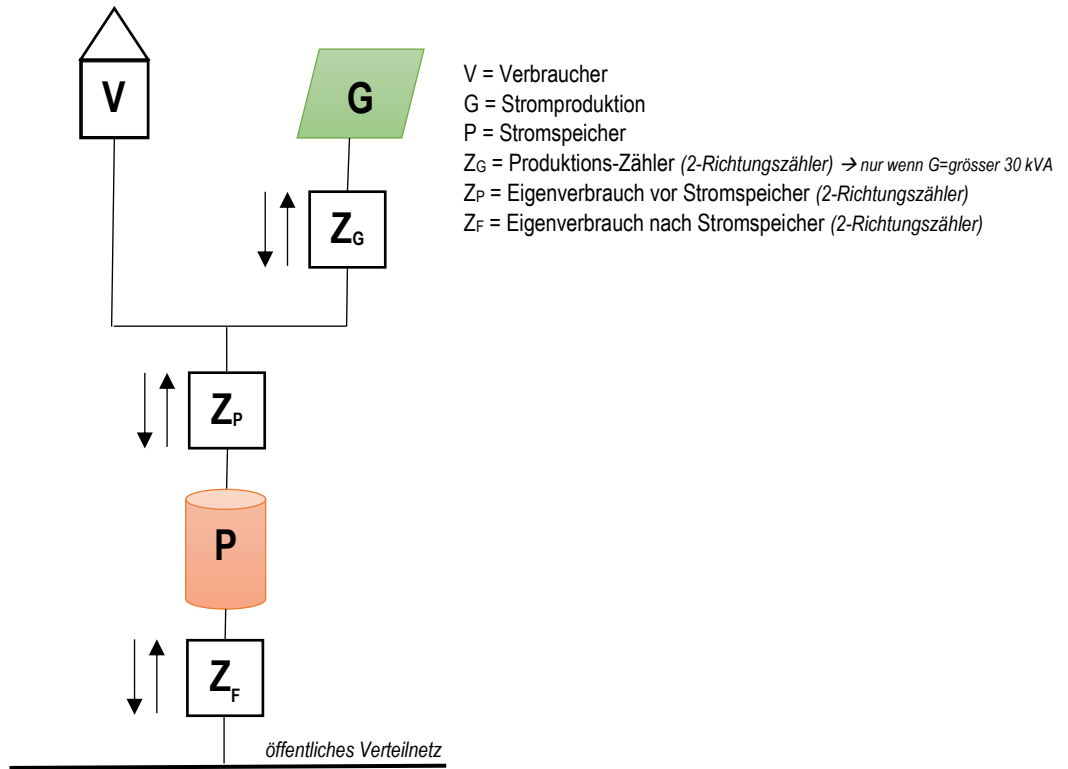 V
G
V = Verbraucher
G = Stromproduktion
P = Stromspeicher
ZG = Produktions-Zähler (2-Richtungszähler) → nur wenn G=grösser 30 kVA
ZP = Eigenverbrauch vor Stromspeicher (2-Richtungszähler)
ZF = Eigenverbrauch nach Stromspeicher (2-Richtungszähler)
ZG
ZP
P
ZF
öffentliches Verteilnetz